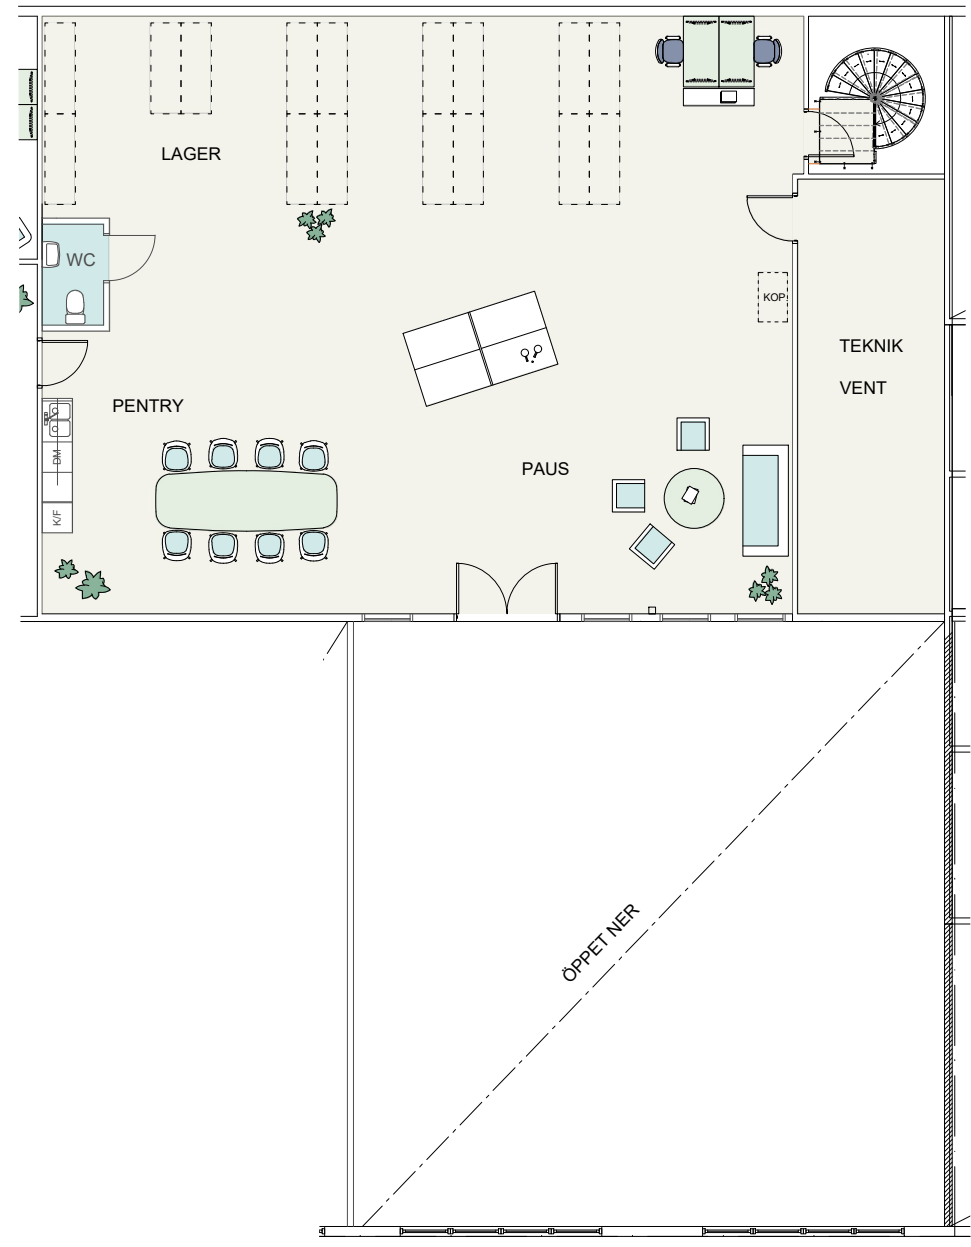 LAGER
WC
KOP
TEKNIK
VENT
PENTRY
DM
PAUS
K/F
ÖPPET NER